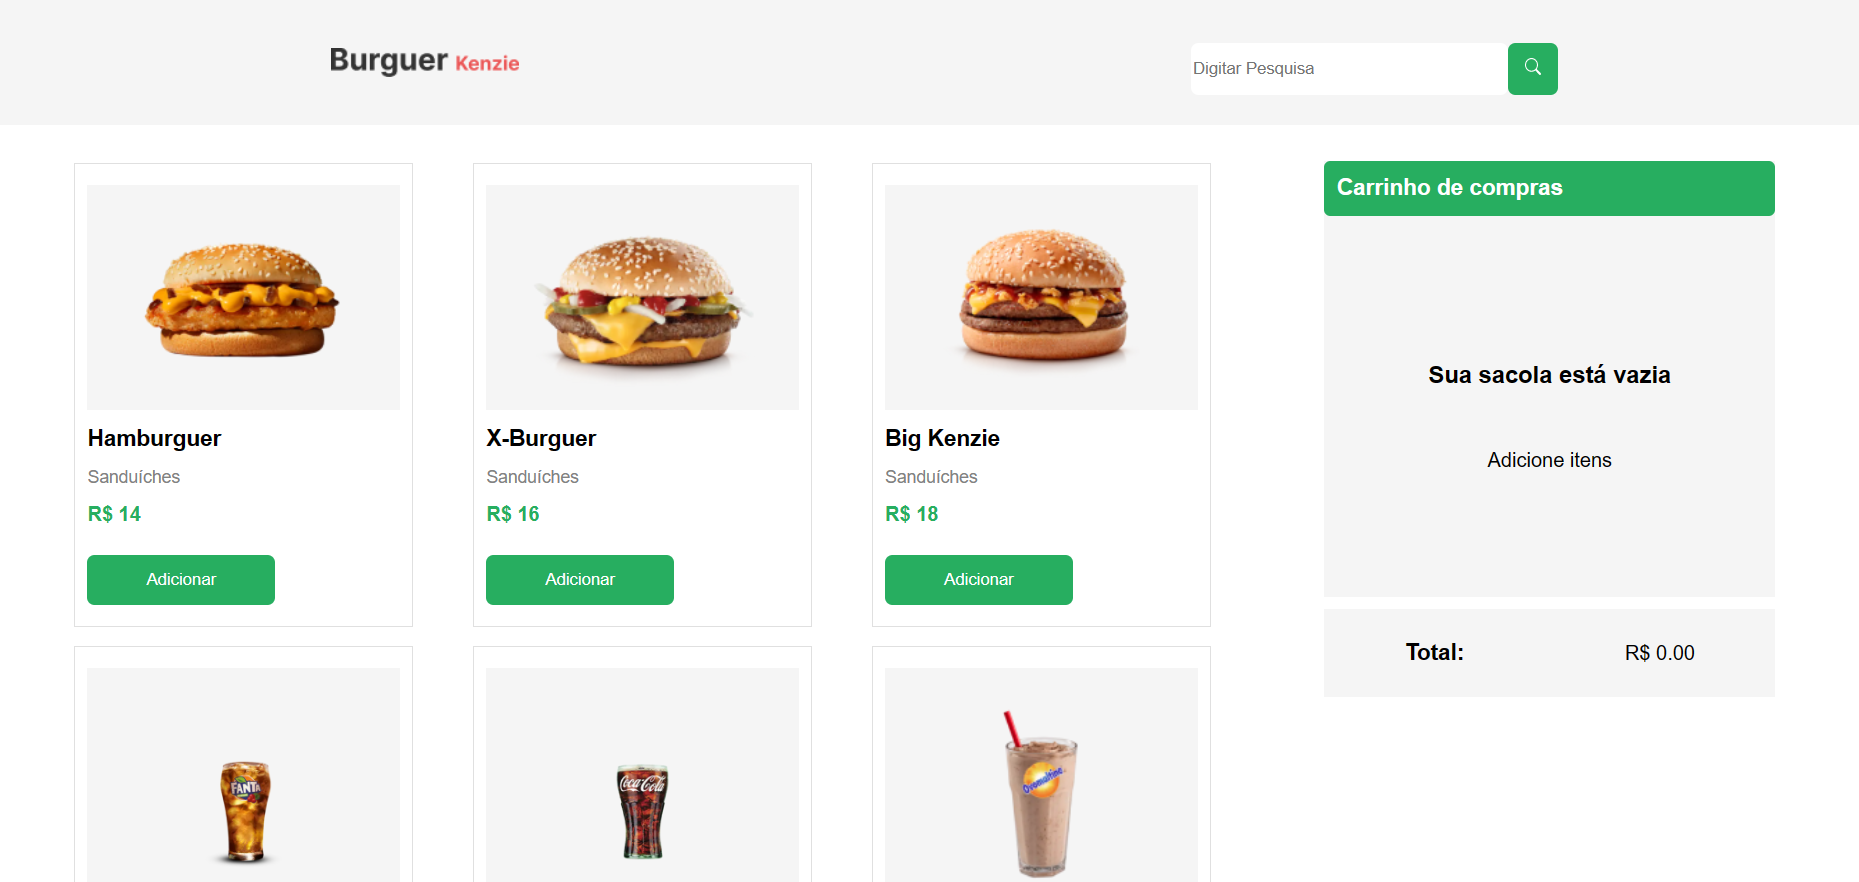 Burguer Kenzie
Digitar Pesquisa
Hamburguer
Sanduíches
R$ 14
Adicionar
X-Burguer
Sanduíches
R$ 16
Adicionar
Big Kenzie
Sanduíches
R$ 18
Adicionar
FANTA
Coca-Cola
Ovomaltine
Carrinho de compras
Sua sacola está vazia
Adicione itens
Total:
R$ 0.00